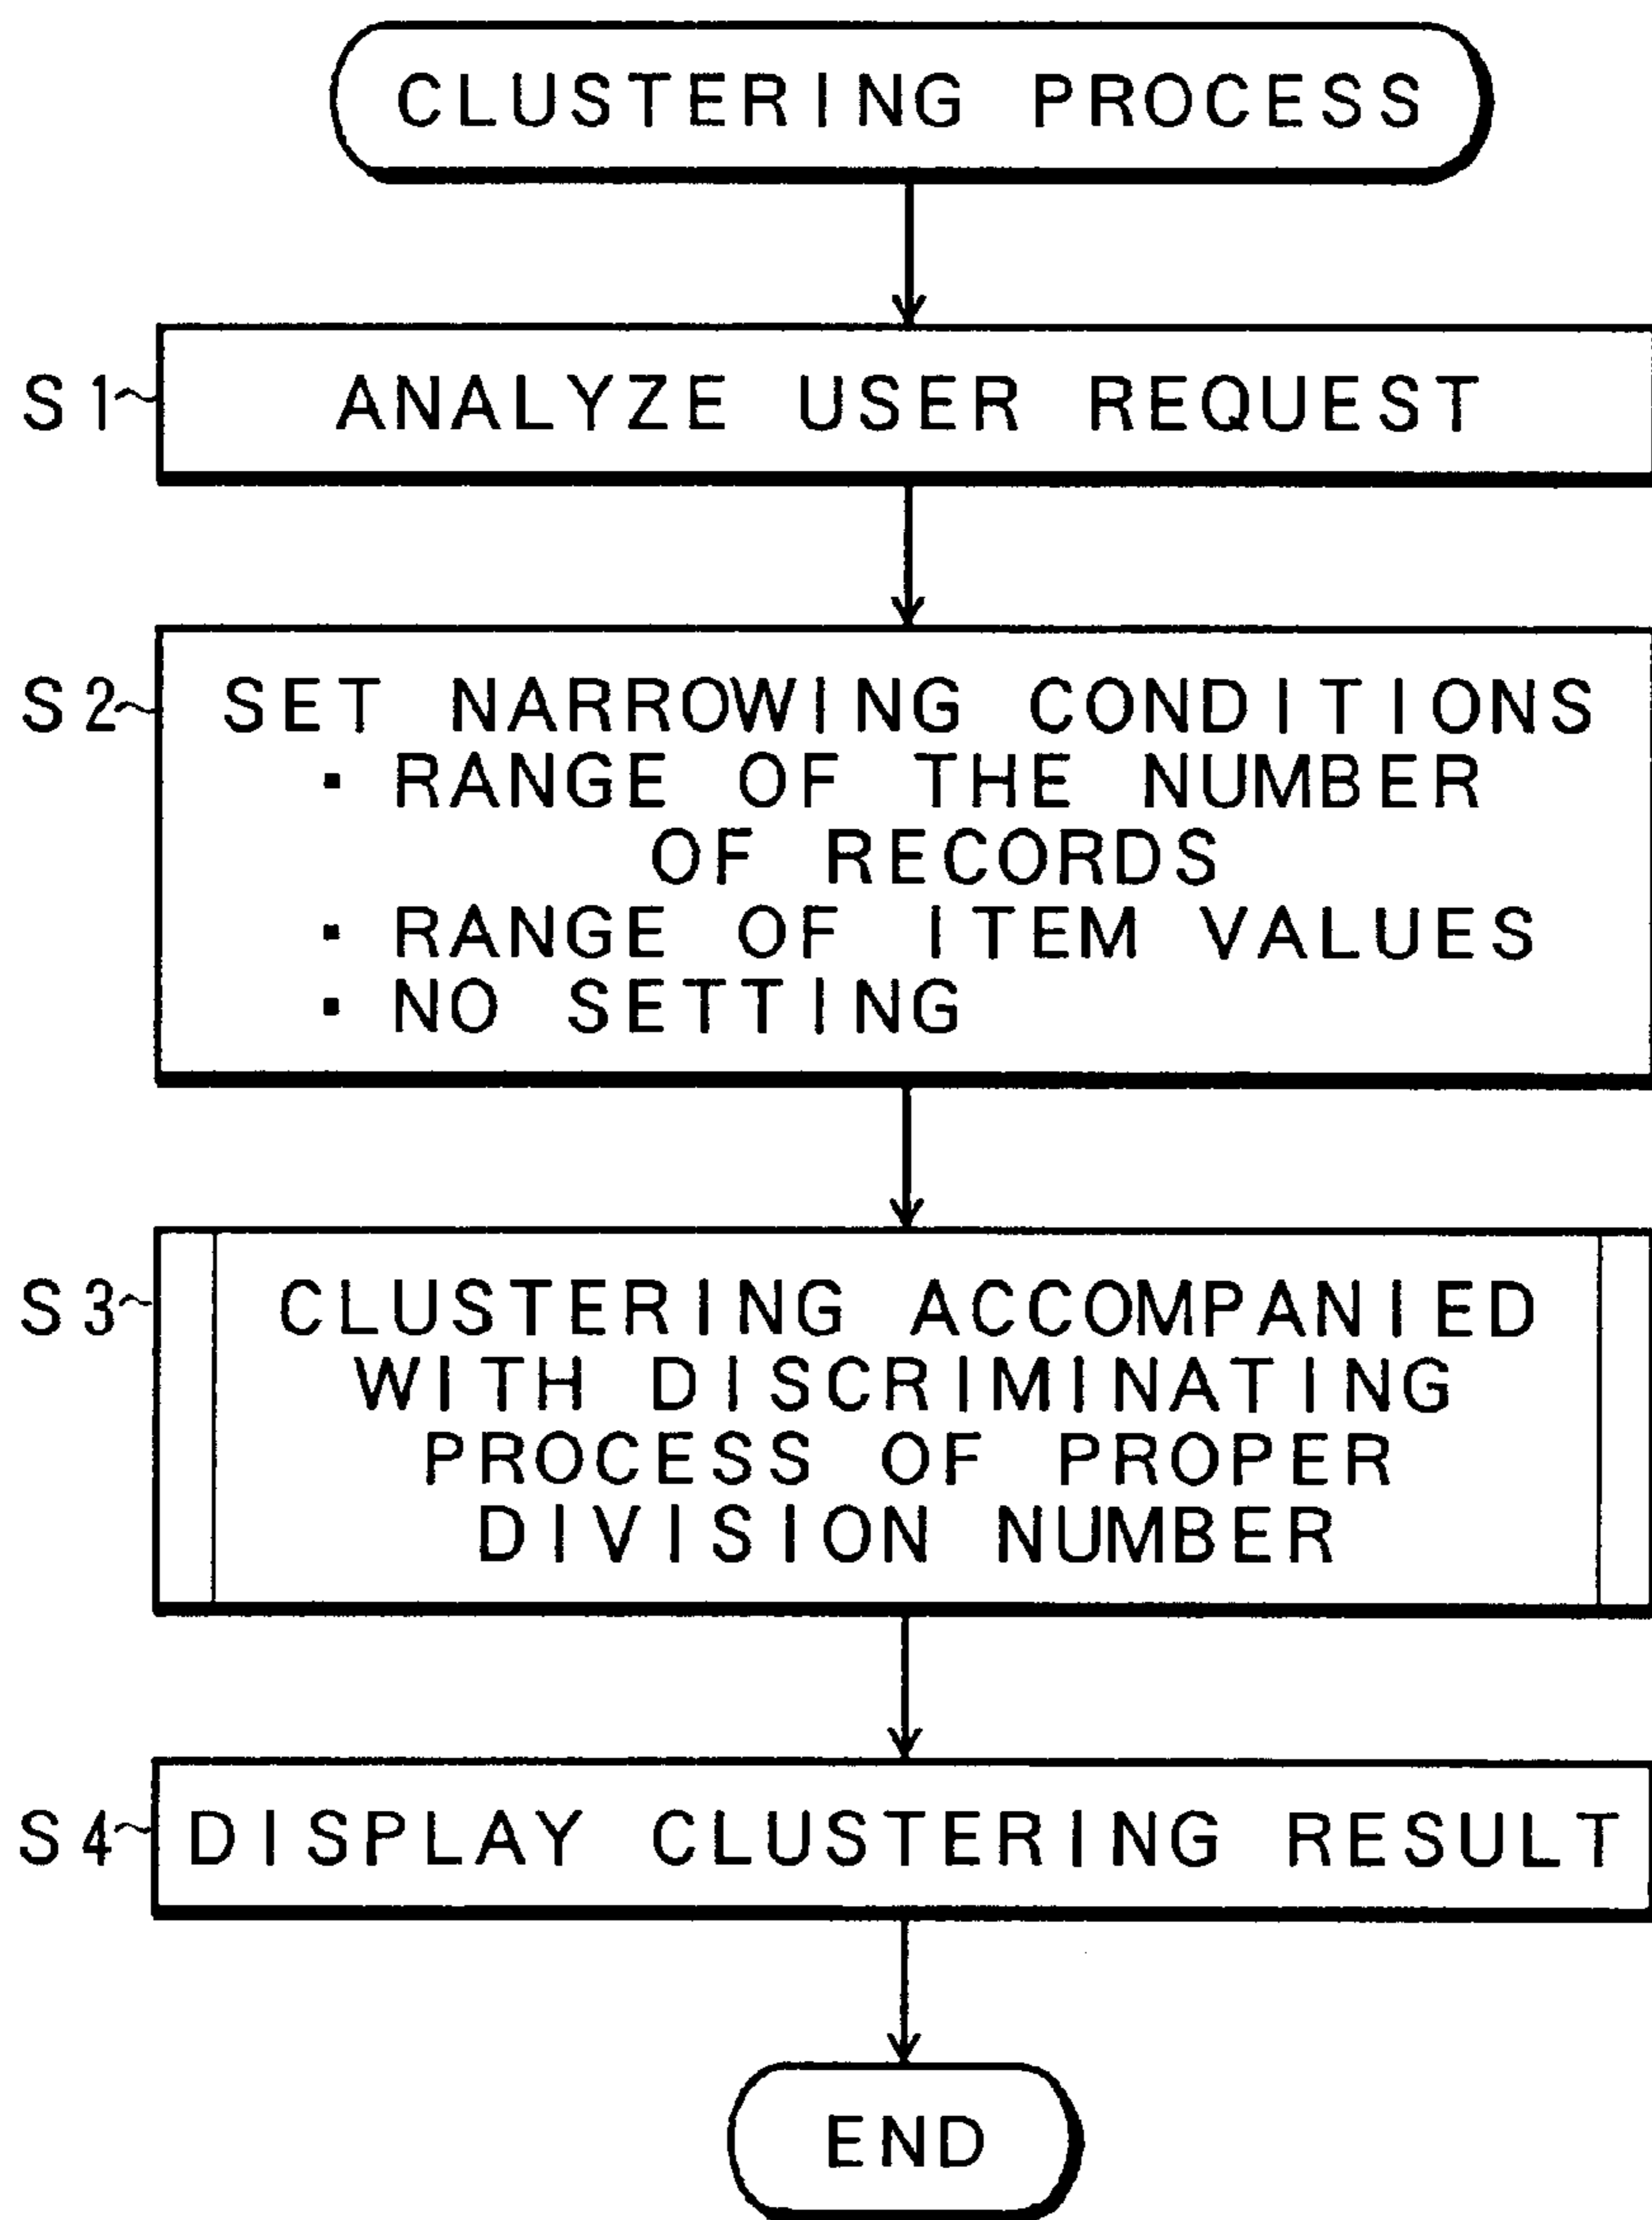 CLUSTERING PROCESS
S1
ANALYZE USER REQUEST
S2
SET NARROWING CONDITIONS
▪ RANGE OF THE NUMBER
OF RECORDS
▪ RANGE OF ITEM VALUES
▪ NO SETTING
S3
CLUSTERING ACCOMPANIED
WITH DISCRIMINATING
PROCESS OF PROPER
DIVISION NUMBER
S4
DISPLAY CLUSTERING RESULT
END